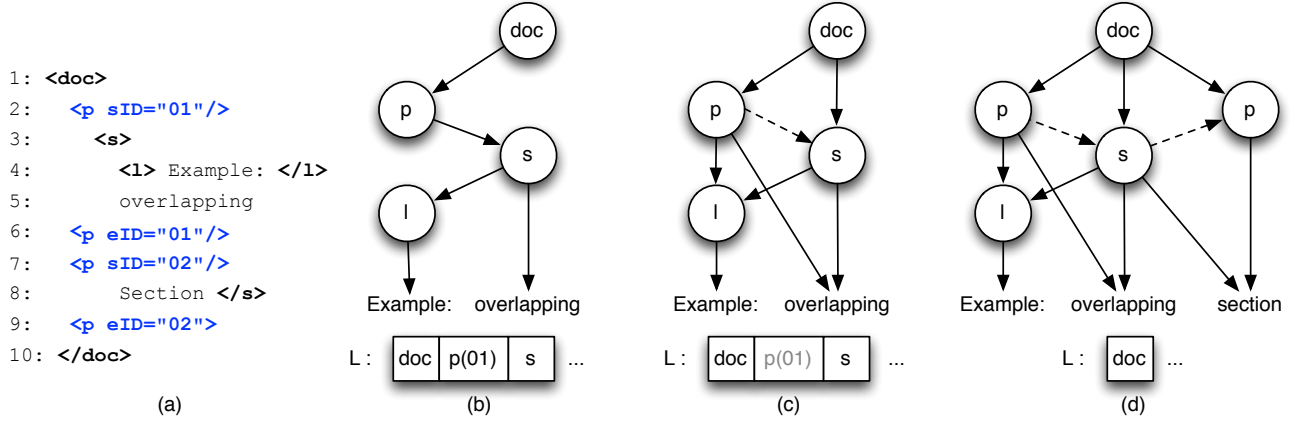 1: <doc>
2: <p sID="01"/>
3: <s>
4: <l> Example: </l>
5: overlapping
6: <p eID="01"/>
7: <p sID="02"/>
8: Section </s>
9: <p eID="02">
10: </doc>
(a)
doc
p
s
l
Example: overlapping
L : doc p(01) s ...
(b)
doc
p
s
l
Example: overlapping
L : doc p(01) s ...
(c)
doc
p p
s
l
Example: overlapping section
L : doc ...
(d)